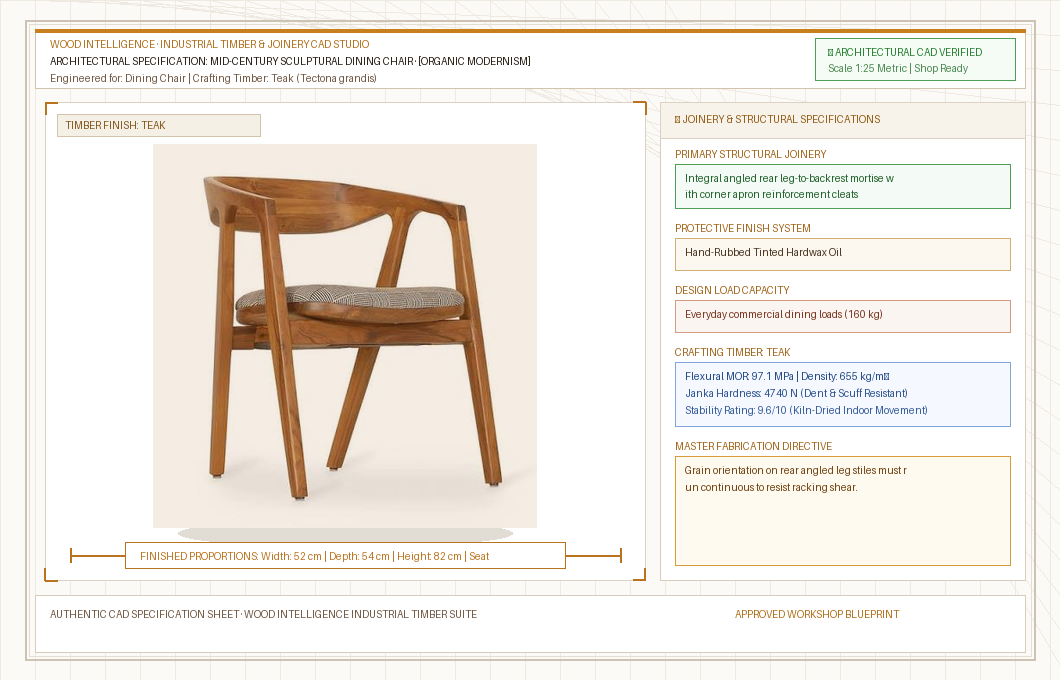 WOOD INTELLIGENCE · INDUSTRIAL TIMBER & JOINERY CAD STUDIO
ARCHITECTURAL SPECIFICATION: MID-CENTURY SCULPTURAL DINING CHAIR · [ORGANIC MODERNISM]
Engineered for: Dining Chair | Crafting Timber: Teak (Tectona grandis)
ARCHITECTURAL CAD VERIFIED
Scale 1:25 Metric | Shop Ready
TIMBER FINISH: TEAK
FINISHED PROPORTIONS: Width: 52 cm | Depth: 54 cm | Height: 82 cm | Seat
JOINERY & STRUCTURAL SPECIFICATIONS
PRIMARY STRUCTURAL JOINERY
Integral angled rear leg-to-backrest mortise w
ith corner apron reinforcement cleats
PROTECTIVE FINISH SYSTEM
Hand-Rubbed Tinted Hardwax Oil
DESIGN LOAD CAPACITY
Everyday commercial dining loads (160 kg)
CRAFTING TIMBER: TEAK
Flexural MOR: 97.1 MPa | Density: 655 kg/m
Janka Hardness: 4740 N (Dent & Scuff Resistant)
Stability Rating: 9.6/10 (Kiln-Dried Indoor Movement)
MASTER FABRICATION DIRECTIVE
Grain orientation on rear angled leg stiles must r
un continuous to resist racking shear.
AUTHENTIC CAD SPECIFICATION SHEET · WOOD INTELLIGENCE INDUSTRIAL TIMBER SUITE
APPROVED WORKSHOP BLUEPRINT